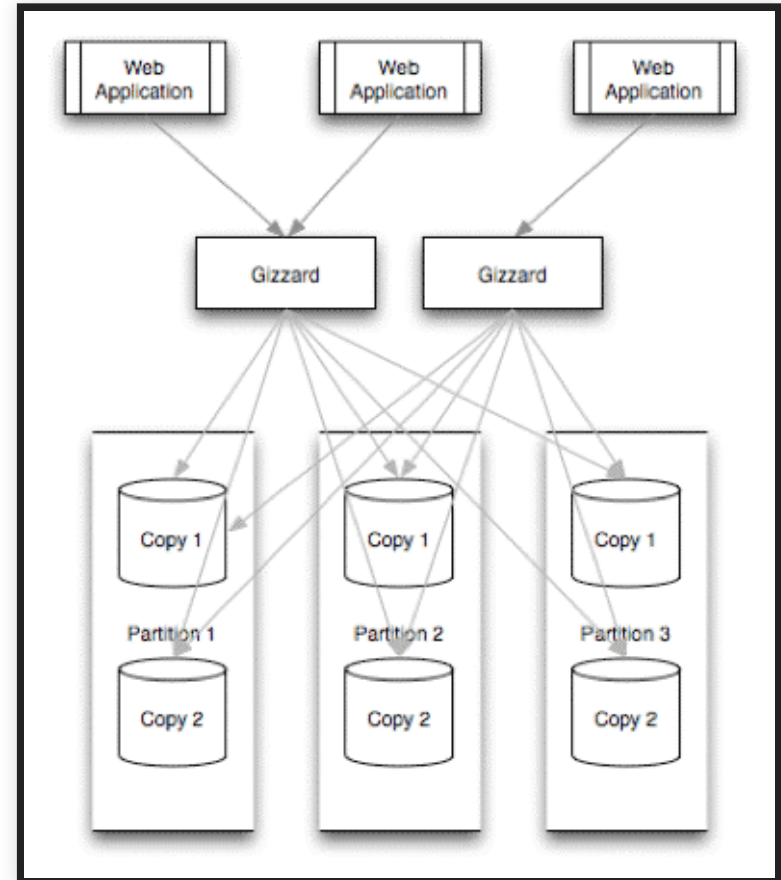 Web
Application
Web
Application
Web
Application
Gizzard
Gizzard
Copy 1
Copy 1
Copy 1
Partition 1
Partition 2
Partition 3
Copy 2
Copy 2
Copy 2